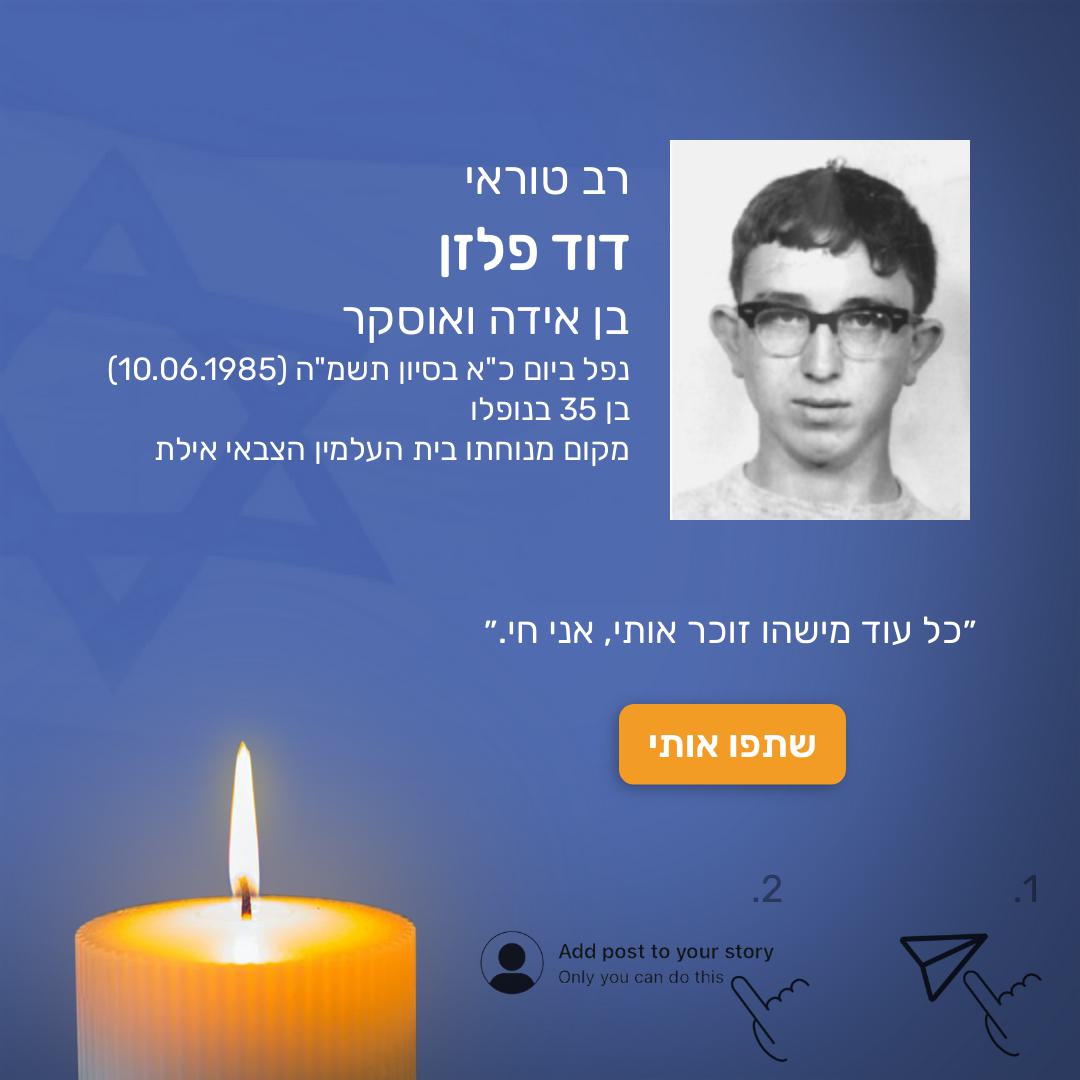 רב טוראי
דוד פלזן
בן אידה ואוסקר
נפל ביום כ"א בסיון תשמ"ה (10.06.1985)
בן 35 בנופלו
מקום מנוחתו בית העלמין הצבאי אילת
״כל עוד מישהו זוכר אותי, אני חי.״
שתפו אותי
.1
.2
Add post to your story
Only you can do this